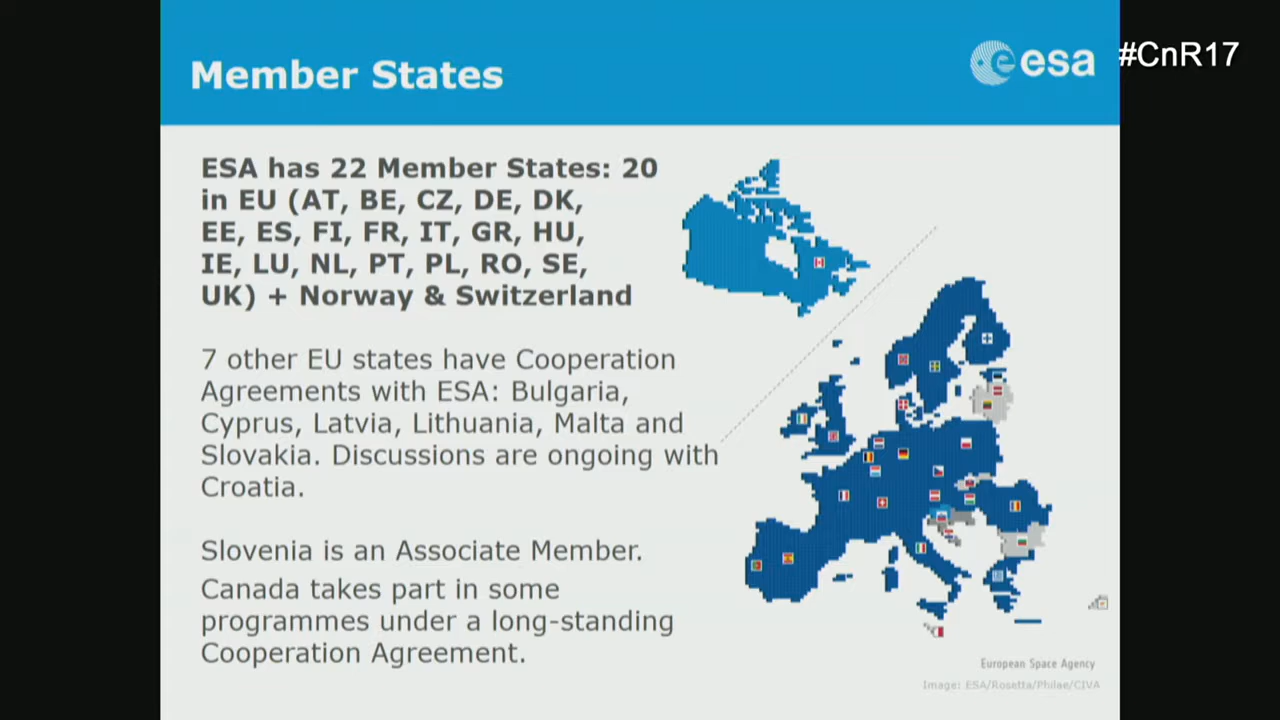 Member States
esa
#CnR17
ESA has 22 Member States: 20
in EU (AT, BE, CZ, DE, DK,
EE, ES, FI, FR, IT, GR, HU,
IE, LU, NL, PT, PL, RO, SE,
UK) + Norway & Switzerland
7 other EU states have Cooperation
Agreements with ESA: Bulgaria,
Cyprus, Latvia, Lithuania, Malta and
Slovakia. Discussions are ongoing with
Croatia.
Slovenia is an Associate Member.
Canada takes part in some
programmes under a long-standing
Cooperation Agreement.
European Space Agency
Image: ESA/Rosetta/Philae/CIVA